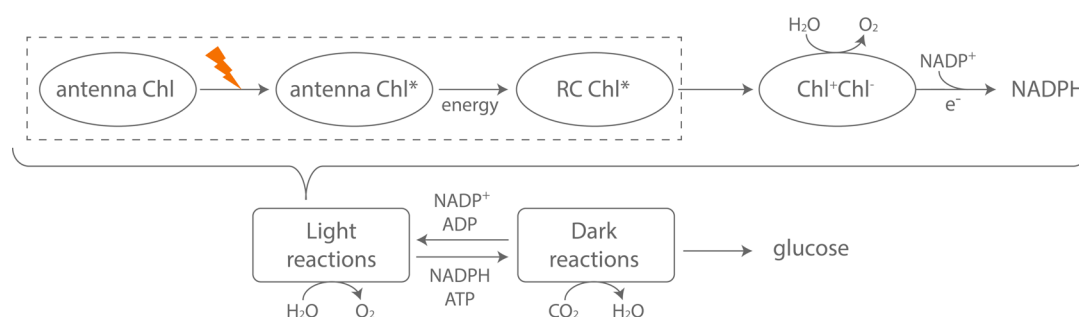 H₂O O₂
antenna Chl
antenna Chl*
energy
RC Chl*
Chl⁺Chl⁻
NADP⁺
e⁻
NADPH
Light
reactions
H₂O O₂
NADP⁺
ADP
NADPH
ATP
Dark
reactions
CO₂ H₂O
glucose